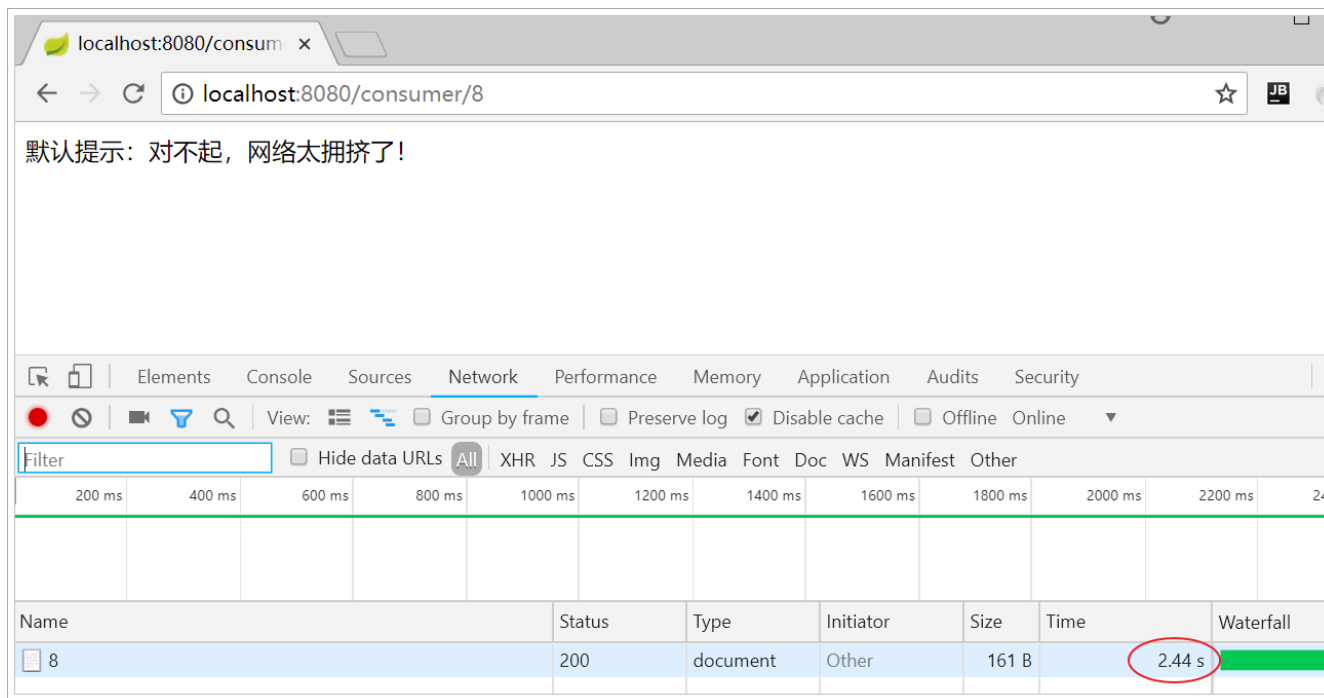 localhost:8080/consum
localhost:8080/consumer/8
JB
默认提示：对不起，网络太拥挤了！
Elements Console Sources Network Performance Memory Application Audits Security
View: Group by frame Preserve log Disable cache Offline Online
Filter Hide data URLs All XHR JS CSS Img Media Font Doc WS Manifest Other
200 ms 400 ms 600 ms 800 ms 1000 ms 1200 ms 1400 ms 1600 ms 1800 ms 2000 ms 2200 ms
Name Status Type Initiator Size Time Waterfall
8 200 document Other 161 B 2.44 s